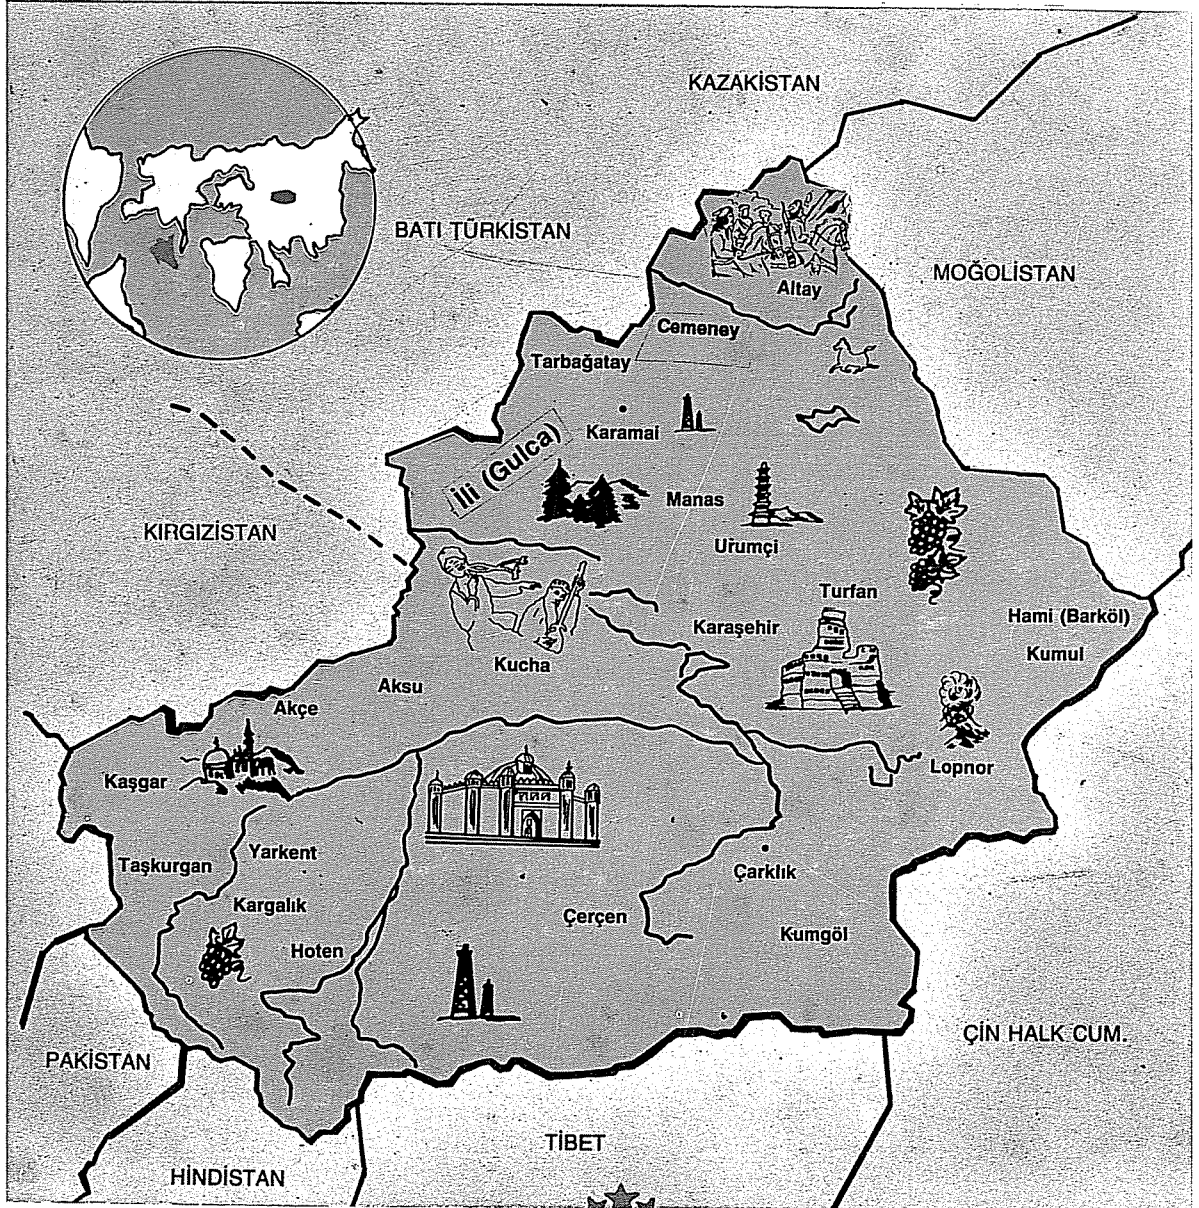 KAZAKİSTAN
BATI TÜRKİSTAN
MOĞOLİSTAN
Altay
Cemeney
Tarbağatay
Karamai
İli (Gulca)
Manas
KIRGIZİSTAN
Urumçi
Turfan
Hami (Barköl)
Karaşehir
Kumul
Kucha
Aksu
Akçe
Lopnor
Kaşgar
Yarkent
Taşkurgan
Çarklık
Kargalık
Çerçen
Kumgöl
Hoten
ÇİN HALK CUM.
PAKİSTAN
TİBET
HİNDİSTAN